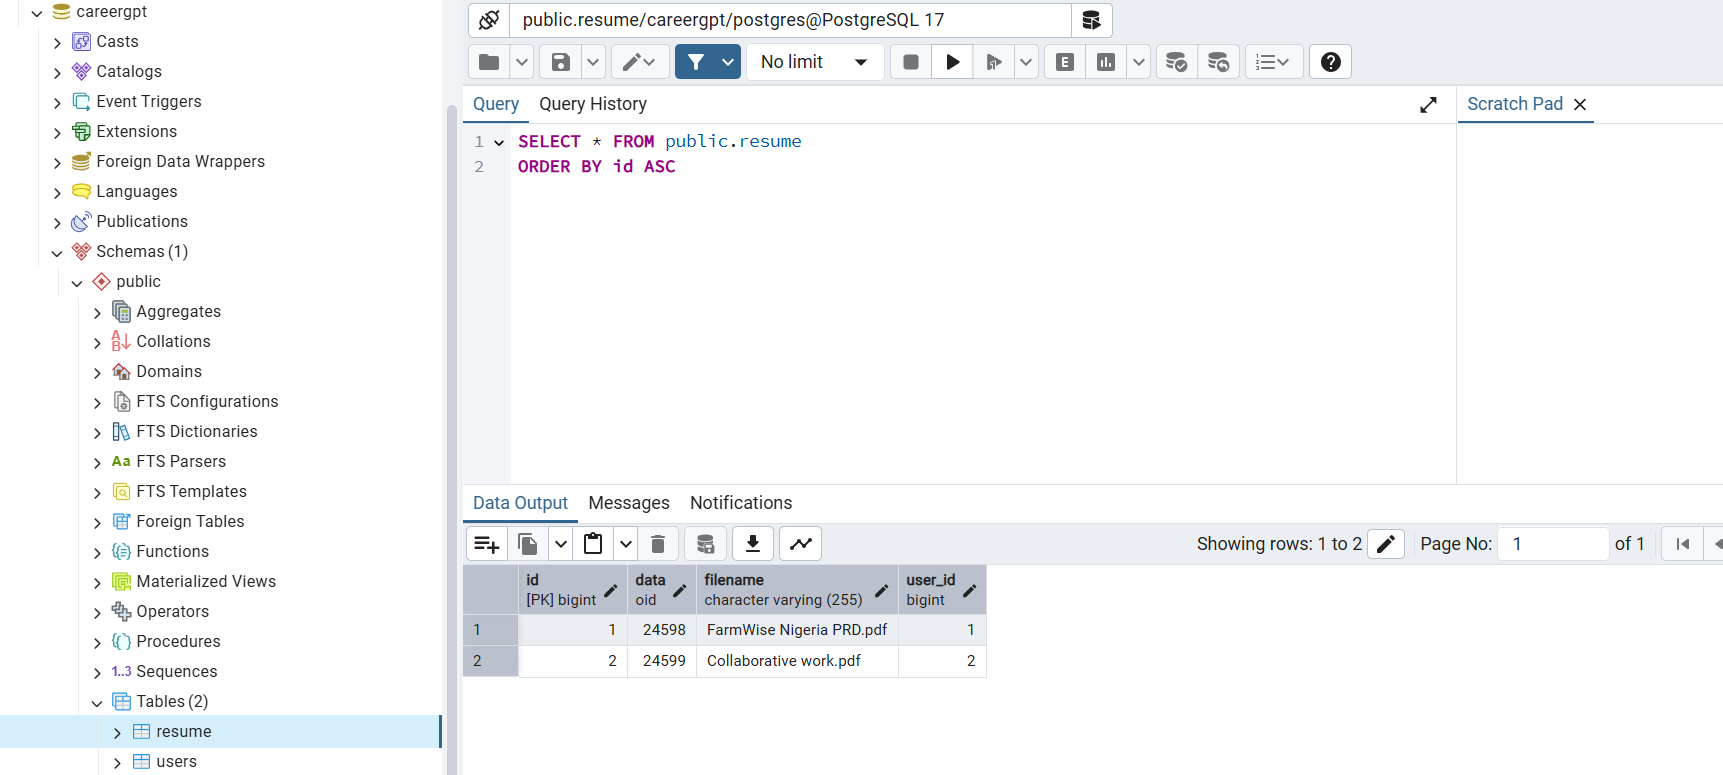 careergpt
Casts
Catalogs
Event Triggers
Extensions
Foreign Data Wrappers
Languages
Publications
Schemas (1)
public
Aggregates
Collations
Domains
FTS Configurations
FTS Dictionaries
Aa FTS Parsers
FTS Templates
Foreign Tables
Functions
Materialized Views
Operators
Procedures
1..3 Sequences
Tables (2)
resume
users
public.resume/careergpt/postgres@PostgreSQL 17
No limit
E
Query Query History
Scratch Pad
1 SELECT * FROM public.resume
2 ORDER BY id ASC
Data Output Messages Notifications
Showing rows: 1 to 2 Page No: 1 of 1
id data filename user_id
[PK] bigint oid character varying (255) bigint
1 1 24598 FarmWise Nigeria PRD.pdf 1
2 2 24599 Collaborative work.pdf 2